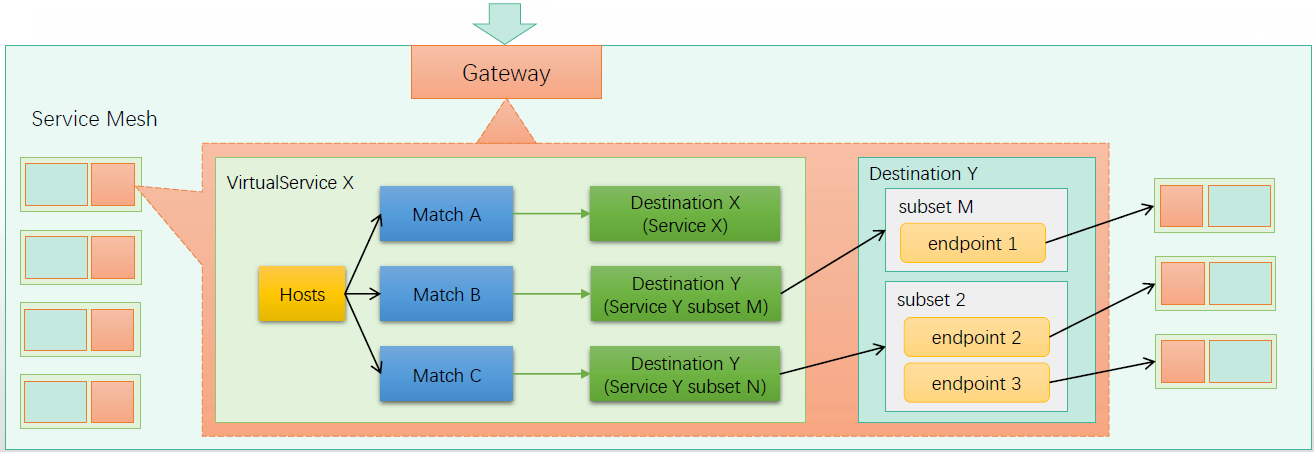 Gateway
Service Mesh
VirtualService X
Hosts
Match A
Match B
Match C
Destination X
(Service X)
Destination Y
(Service Y subset M)
Destination Y
(Service Y subset N)
Destination Y
subset M
endpoint 1
subset 2
endpoint 2
endpoint 3